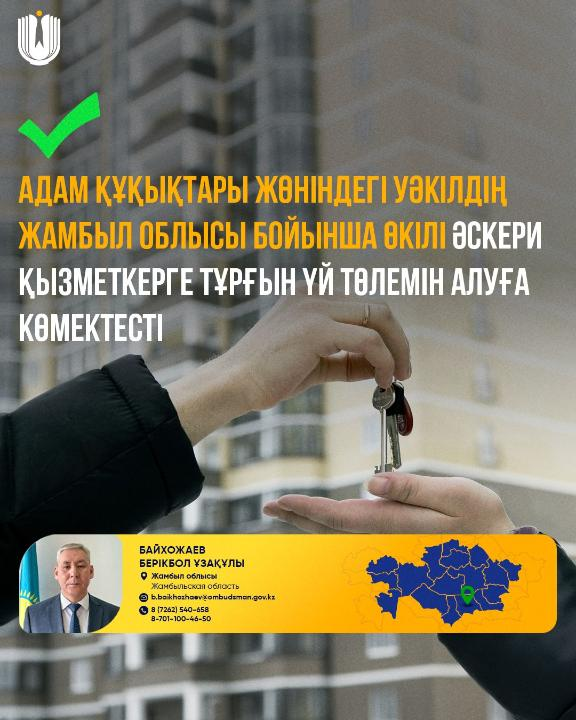 АДАМ ҚҰҚЫҚТАРЫ ЖӨНІНДЕГІ УӘКІЛДІҢ
ЖАМБЫЛ ОБЛЫСЫ БОЙЫНША ӨКІЛІ ӘСКЕРИ
ҚЫЗМЕТКЕРГЕ ТҰРҒЫН ҮЙ ТӨЛЕМІН АЛУҒА
КӨМЕКТЕСТІ
БАЙХОЖАЕВ
БЕРІКБОЛ ҰЗАҚҰЛЫ
Жамбыл облысы
Жамбыльская область
b.baikhozhaev@ombudsman.gov.kz
8 (7262) 540-658
8-701-100-46-50